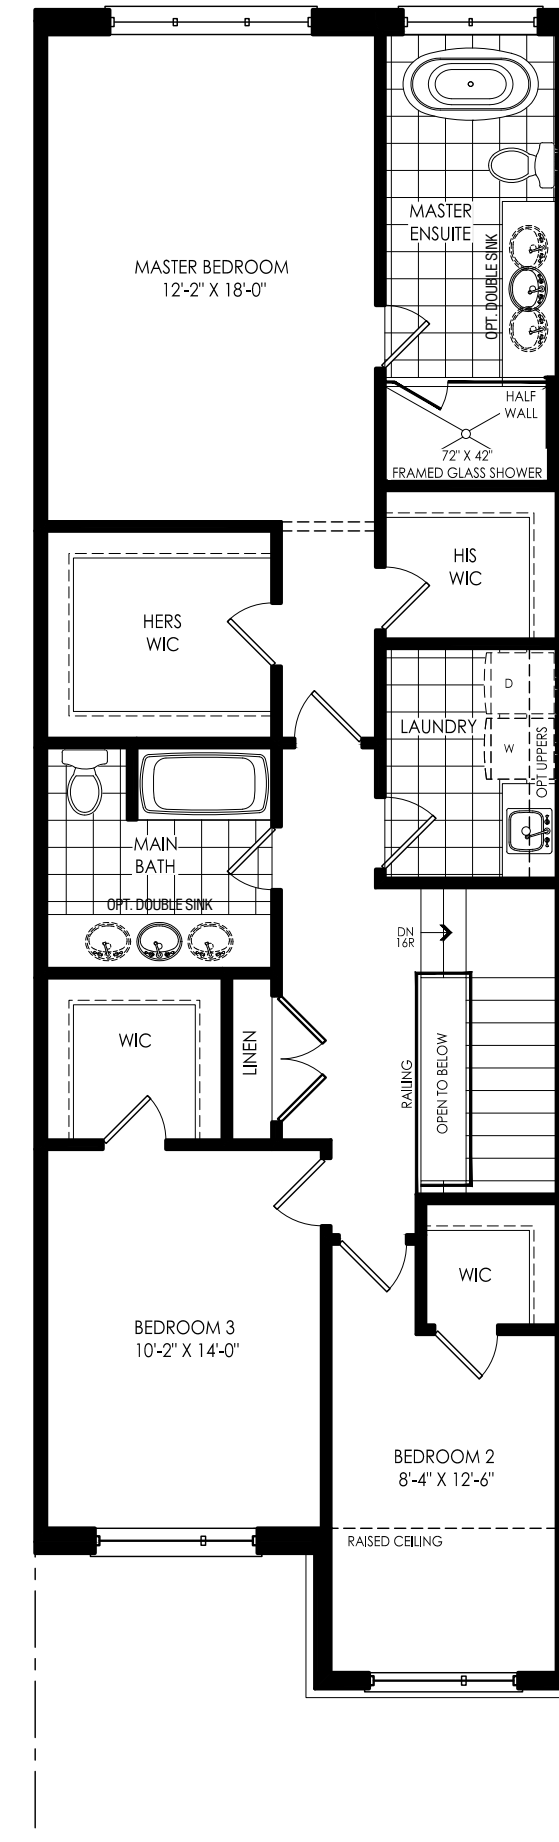 MASTER
ENSUITE
MASTER BEDROOM
12'-2" X 18'-0"
OPT. DOUBLE SINK
HALF
WALL
72" X 42"
FRAMED GLASS SHOWER
HIS
WIC
HERS
WIC
D
LAUNDRY
W
OPT UPPERS
MAIN
BATH
OPT. DOUBLE SINK
DN
16R
WIC
LINEN
RAILING
OPEN TO BELOW
WIC
BEDROOM 3
10'-2" X 14'-0"
BEDROOM 2
8'-4" X 12'-6"
RAISED CEILING